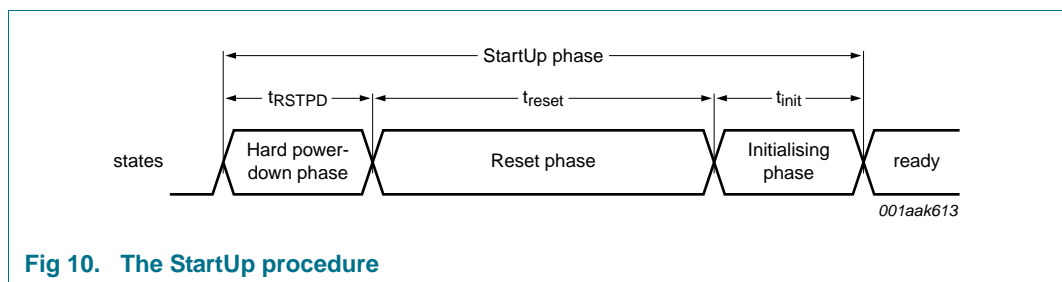 StartUp phase
tRSTPD
treset
tinit
states
Hard power-
down phase
Reset phase
Initialising
phase
ready
001aak613
Fig 10. The StartUp procedure